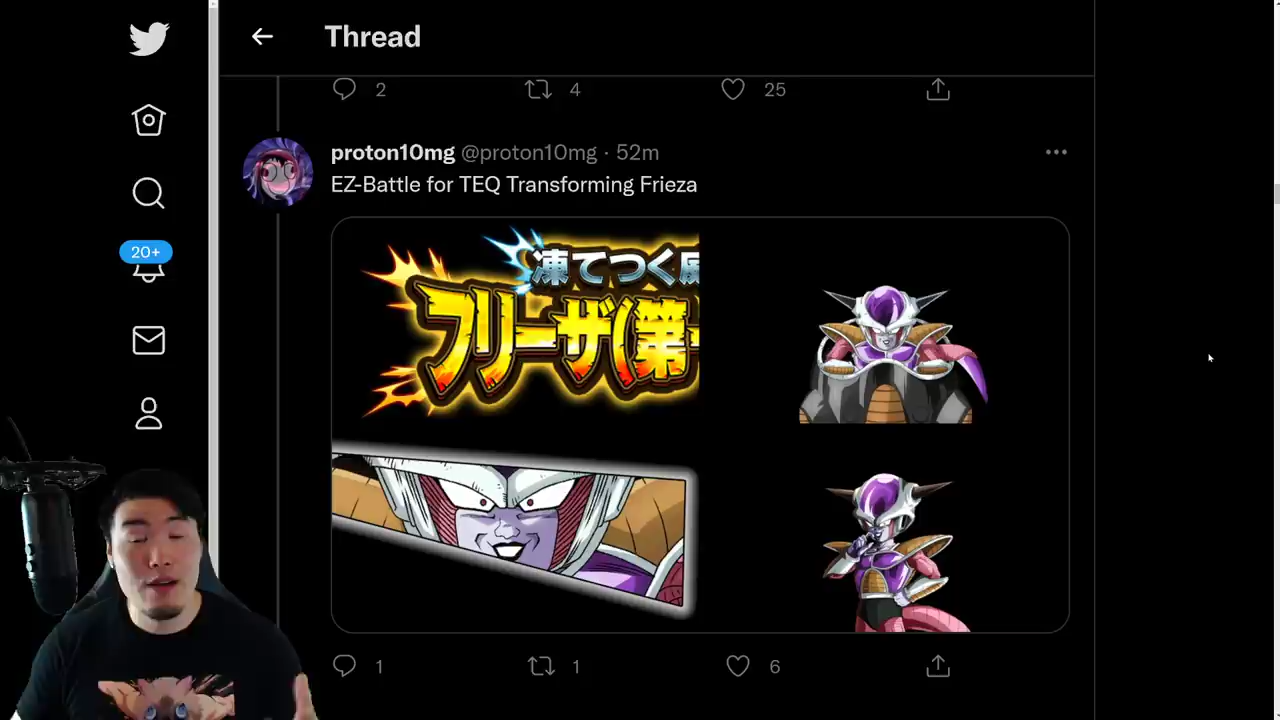 Thread
2 4 25
proton10mg @proton10mg · 52m
EZ-Battle for TEQ Transforming Frieza
20+
凍てつく
フリーザ(第一
1 1 6